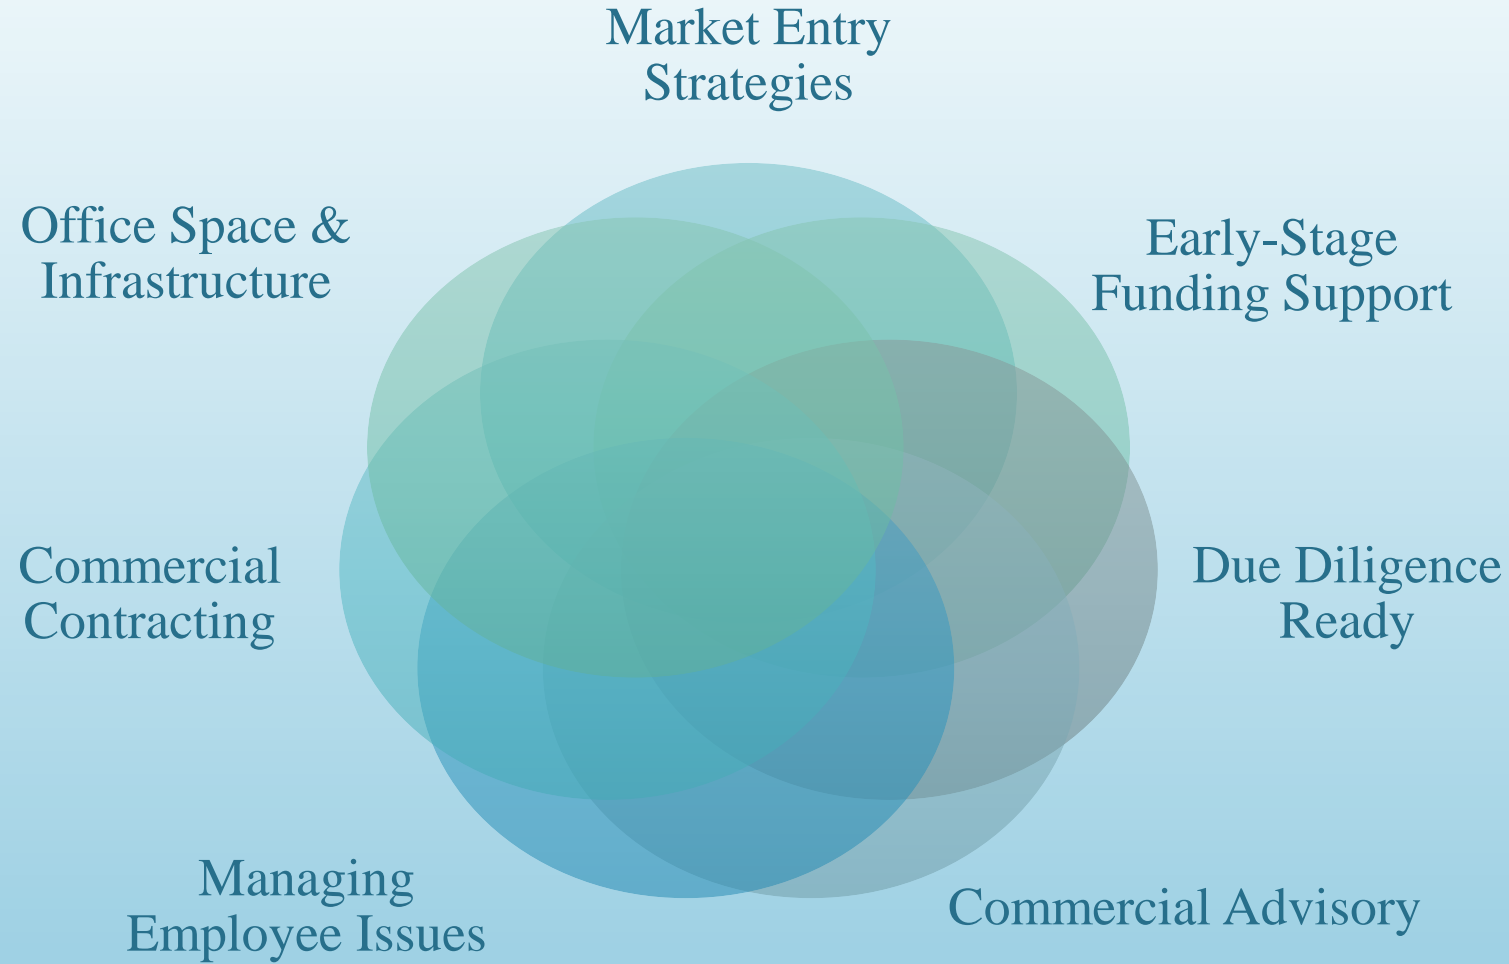 Market Entry
Strategies
Office Space &
Infrastructure
Early-Stage
Funding Support
Commercial
Contracting
Due Diligence
Ready
Managing
Employee Issues
Commercial Advisory